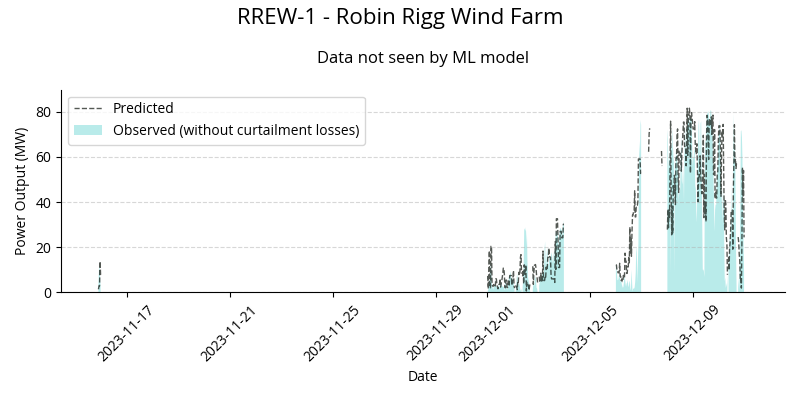 RREW-1 - Robin Rigg Wind Farm
Data not seen by ML model
Predicted
Observed (without curtailment losses)
Power Output (MW)
80
60
40
20
0
2023-11-17
2023-11-21
2023-11-25
2023-11-29
2023-12-01
2023-12-05
2023-12-09
Date